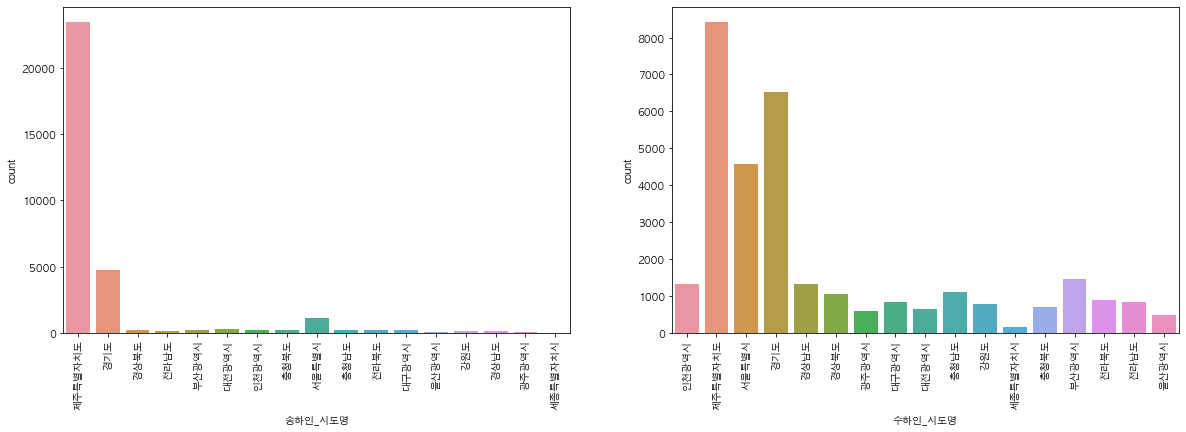 20000
15000
10000
5000
0
count
제주특별자치도
경기도
경상북도
전라남도
부산광역시
대전광역시
인천광역시
충청북도
서울특별시
충청남도
전라북도
대구광역시
울산광역시
강원도
경상남도
광주광역시
세종특별자치시
송하인_시도명
8000
7000
6000
5000
4000
3000
2000
1000
0
count
인천광역시
제주특별자치도
서울특별시
경기도
경상남도
경상북도
광주광역시
대구광역시
대전광역시
충청남도
강원도
세종특별자치시
충청북도
부산광역시
전라북도
전라남도
울산광역시
수하인_시도명